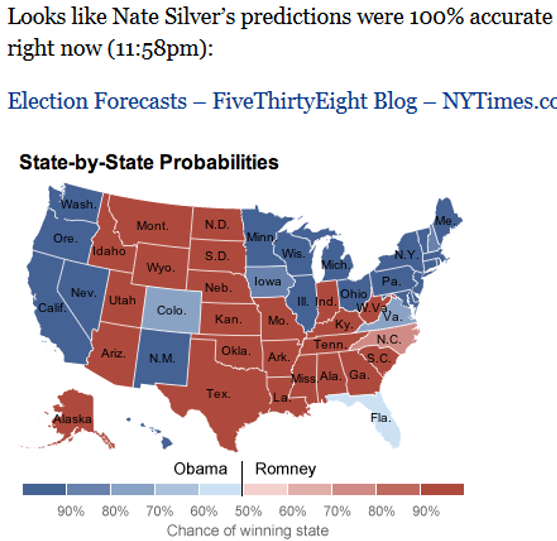 Looks like Nate Silver’s predictions were 100% accurate
right now (11:58pm):
Election Forecasts – FiveThirtyEight Blog – NYTimes.co
State-by-State Probabilities
Wash.
Me.
Mont.
N.D.
Minn.
Ore.
Idaho
S.D.
Wis.
N.Y.
Wyo.
Mich.
Neb.
Iowa
Pa.
Nev.
Utah
Colo.
Ill.
Ind.
Ohio
Calif.
Kan.
Mo.
W.Va.
Va.
Ky.
Ariz.
N.M.
Okla.
Ark.
Tenn.
N.C.
S.C.
Tex.
Miss.
Ala.
Ga.
La.
Alaska
Fla.
Obama Romney
90% 80% 70% 60% 50% 60% 70% 80% 90%
Chance of winning state